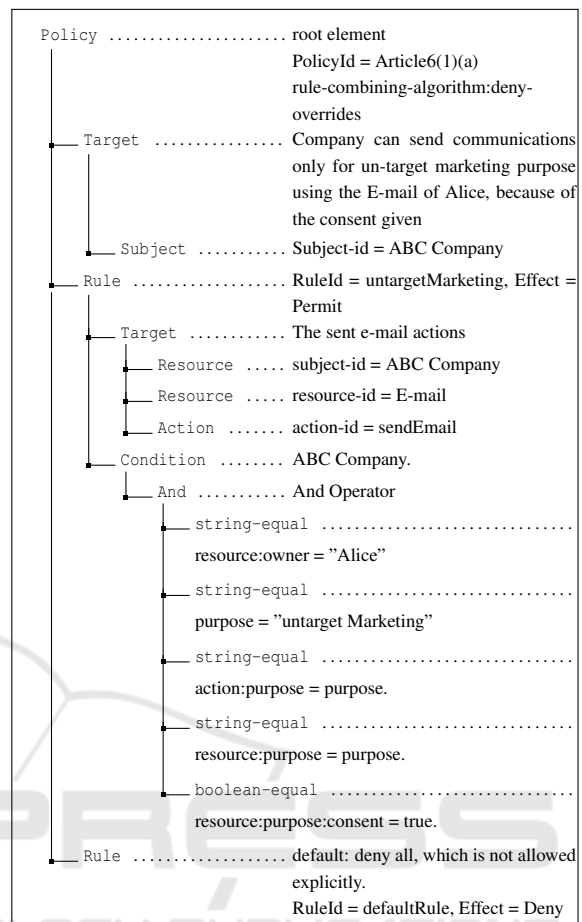 Policy ...................... root element
PolicyId = Article6(1)(a)
rule-combining-algorithm:deny-
overrides
Target ................ Company can send communications
only for un-target marketing purpose
using the E-mail of Alice, because of
the consent given
Subject ........... Subject-id = ABC Company
Rule ................... RuleId = untargetMarketing, Effect =
Permit
Target ............ The sent e-mail actions
Resource ..... subject-id = ABC Company
Resource ..... resource-id = E-mail
Action ....... action-id = sendEmail
Condition ........ ABC Company.
And ........... And Operator
string-equal ...............................
resource:owner = ”Alice”
string-equal ...............................
purpose = ”untarget Marketing”
string-equal ...............................
action:purpose = purpose.
string-equal ...............................
resource:purpose = purpose.
boolean-equal ..............................
resource:purpose:consent = true.
Rule ................... default: deny all, which is not allowed
explicitly.
RuleId = defaultRule, Effect = Deny